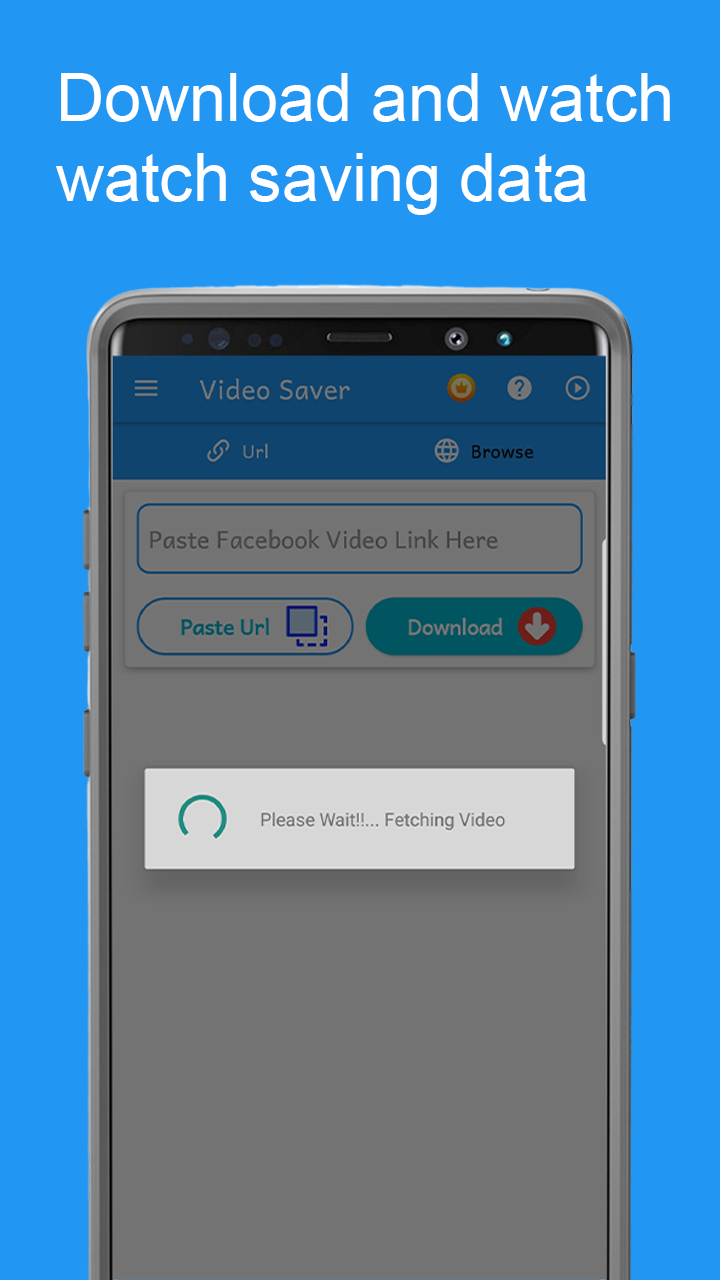 Download and watch
watch saving data
Video Saver
Url Browse
Paste Facebook Video Link Here
Paste Url Download
Please Wait!!... Fetching Video